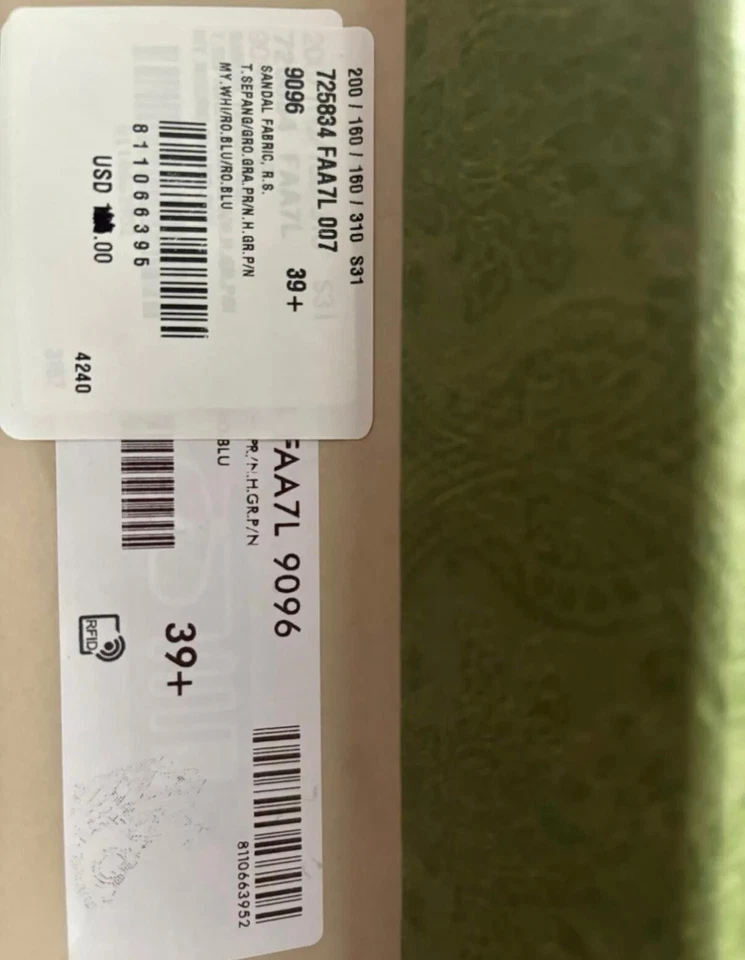 200 / 160 / 160 / 310 S31
725834 FAA7L 007
9096 39+
SANDAL FABRIC, R.S.
T.SEPANG/GRO.GRA.PR/N.H.GR.P/N
MY.WHI/RO.BLU/RO.BLU
811066395
USD .00
4240
FAA7L 9096
PR./N.H.GR.P/N
BLU
39+
RFID
8110663952